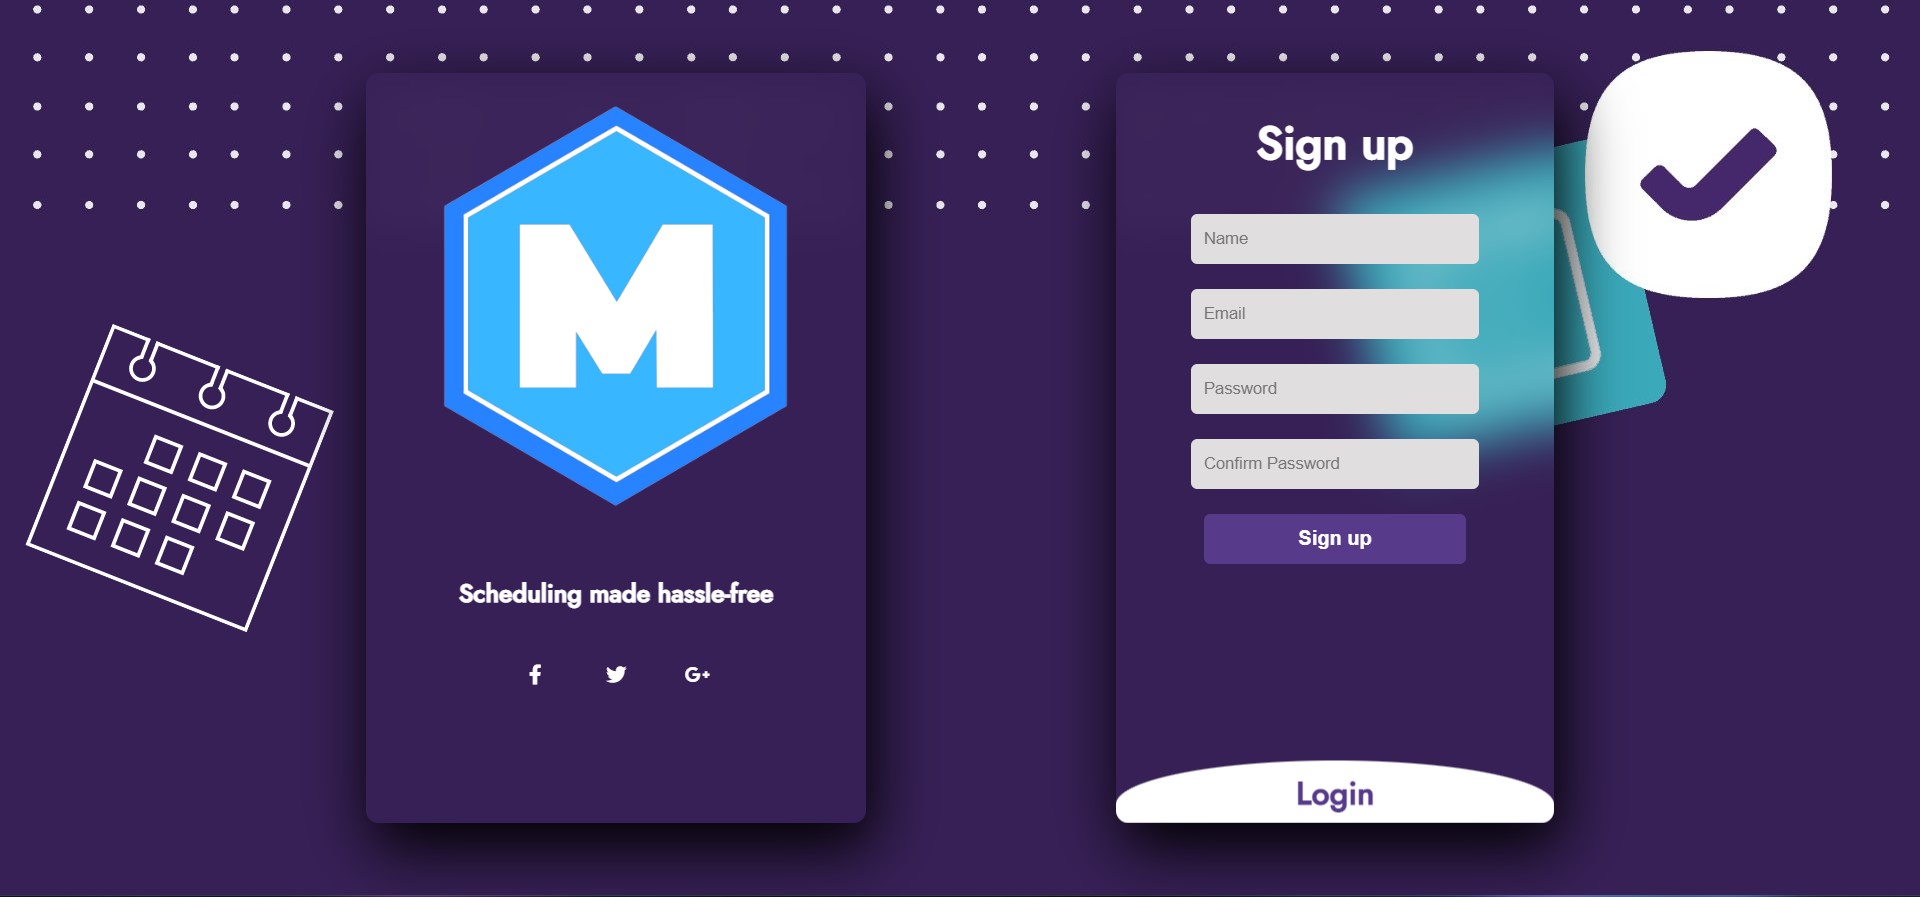 M
Scheduling made hassle-free
G+
Sign up
Name
Email
Password
Confirm Password
Sign up
Login